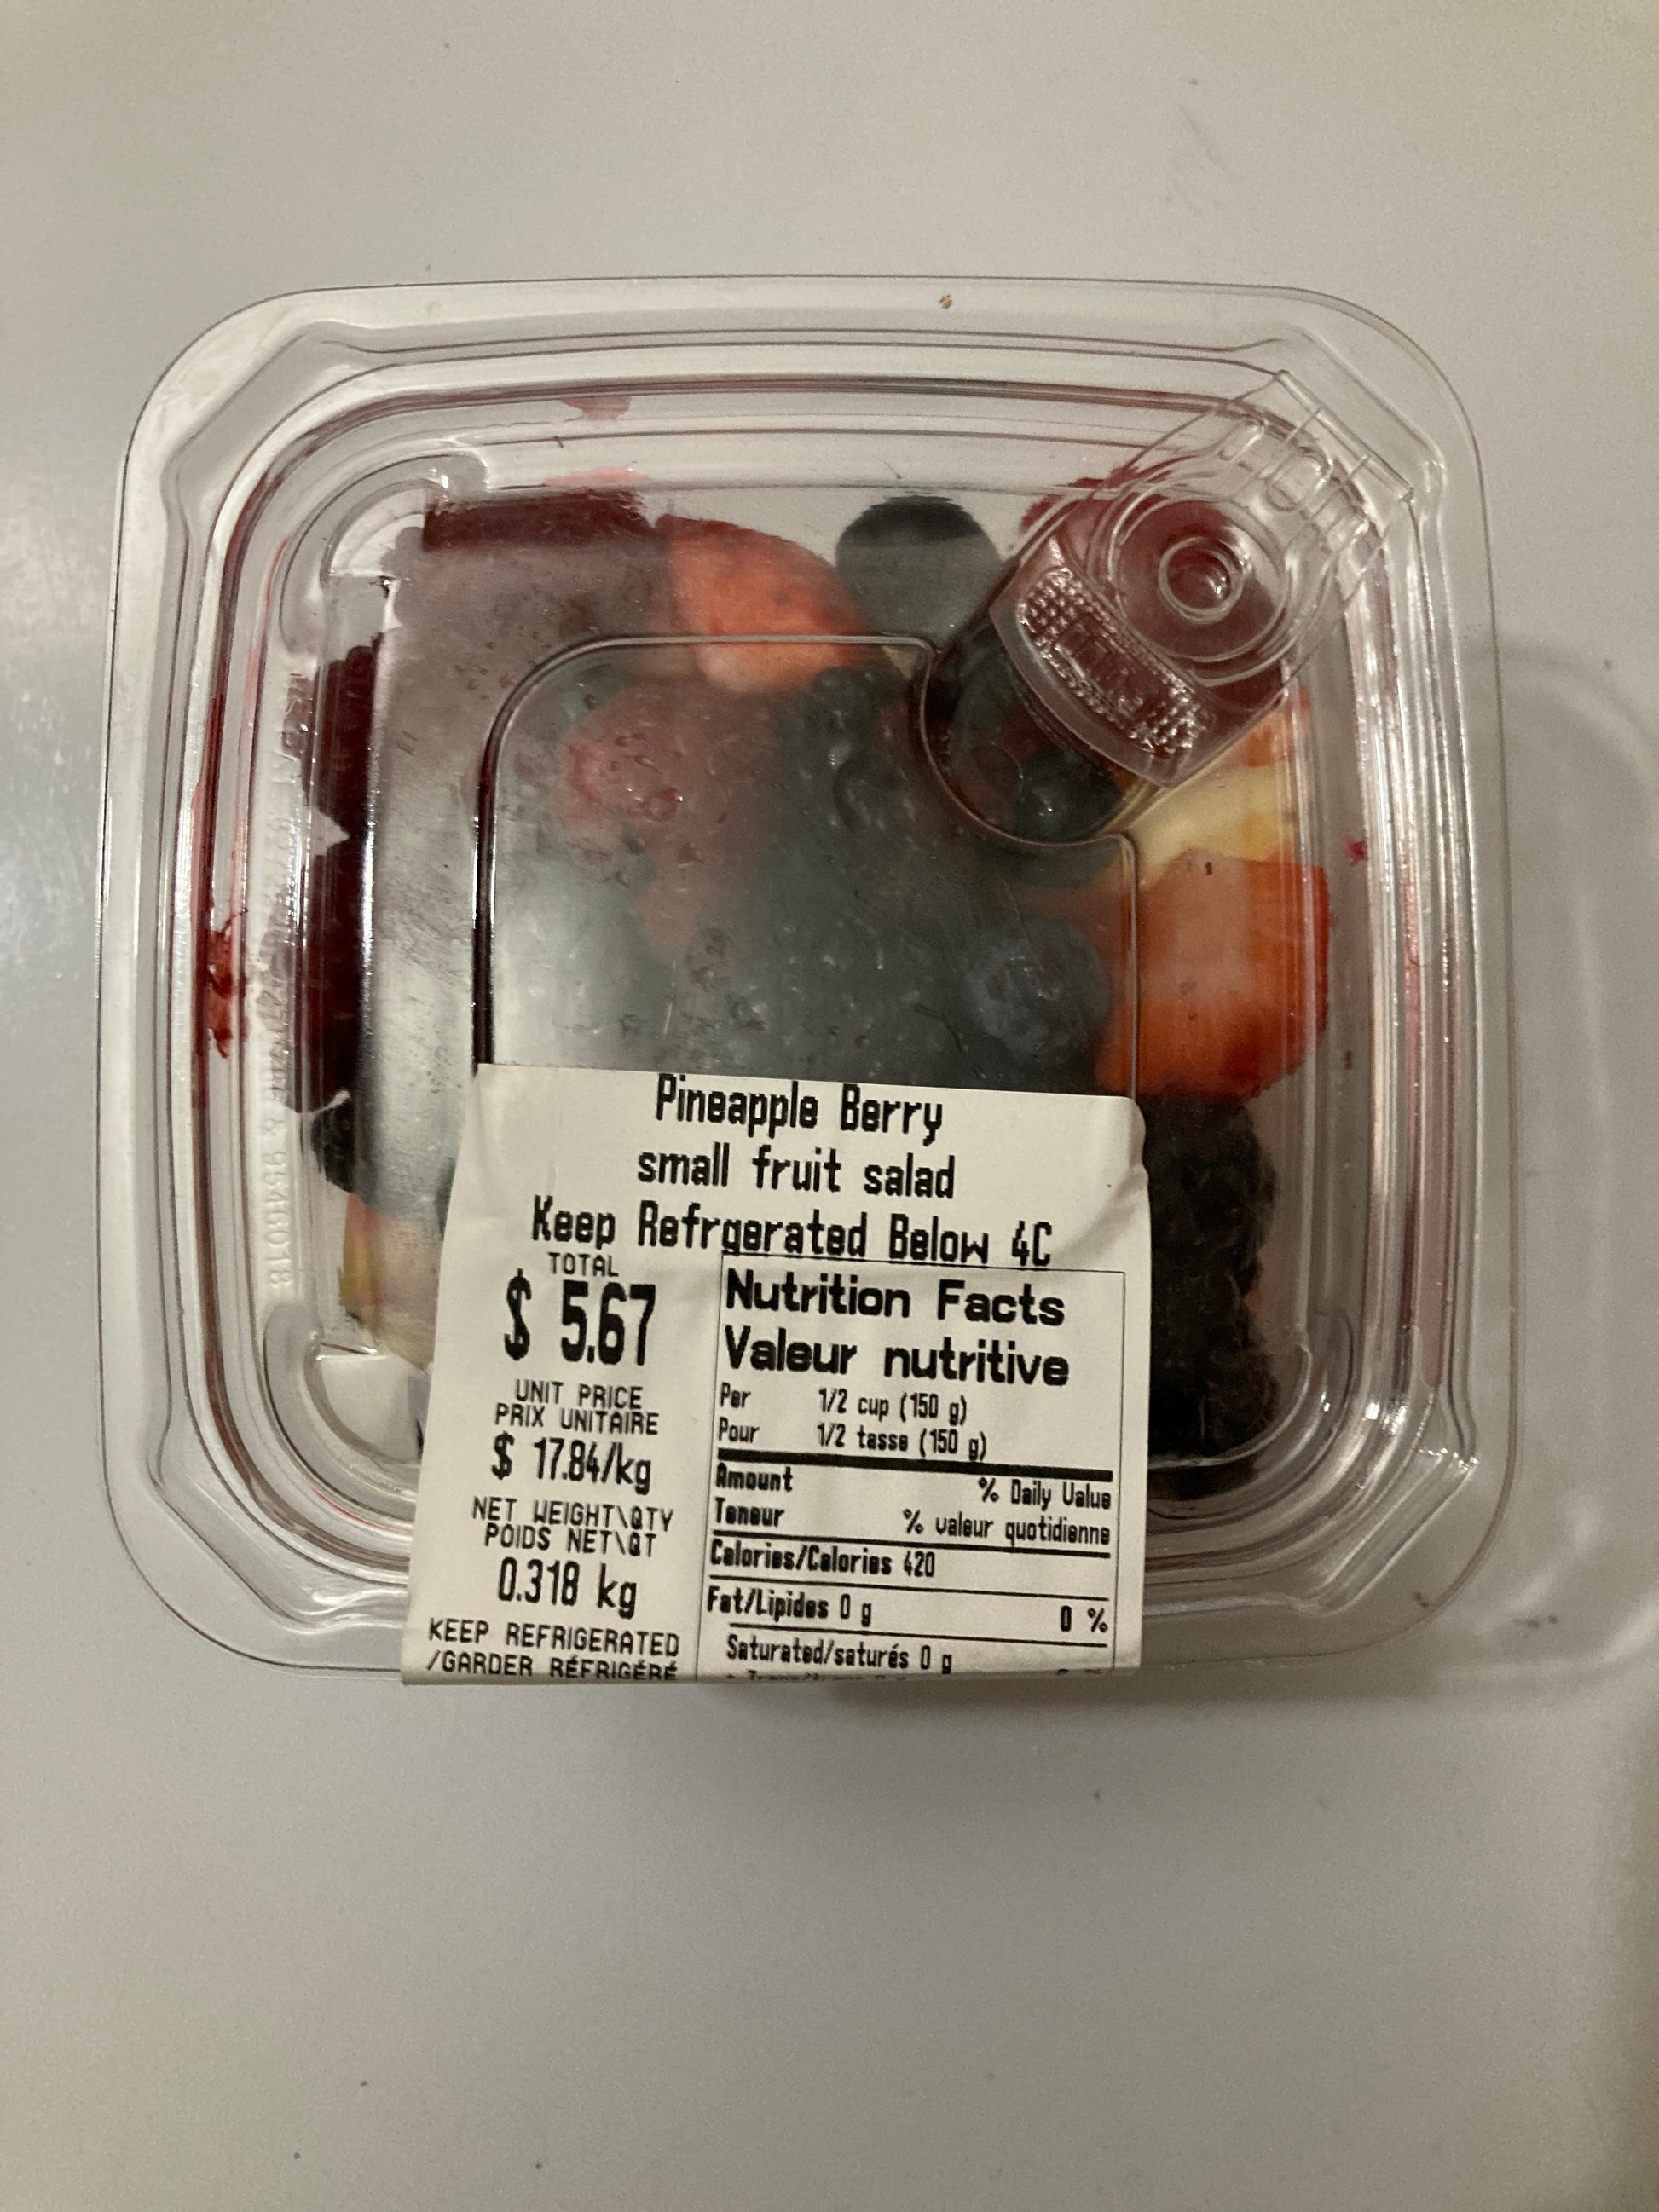 Pineapple Berry
small fruit salad
Keep Refrgerated Below 4C
TOTAL
$ 5.67
UNIT PRICE
PRIX UNITAIRE
$ 17.84/kg
NET WEIGHT\QTY
POIDS NET\QT
0.318 kg
KEEP REFRIGERATED
/GARDER RÉFRIGÉRÉ
Nutrition Facts
Valeur nutritive
Per 1/2 cup (150 g)
Pour 1/2 tasse (150 g)
Amount % Daily Value
Teneur % valeur quotidienne
Calories/Calories 420
Fat/Lipides 0 g 0 %
Saturated/saturés 0 g